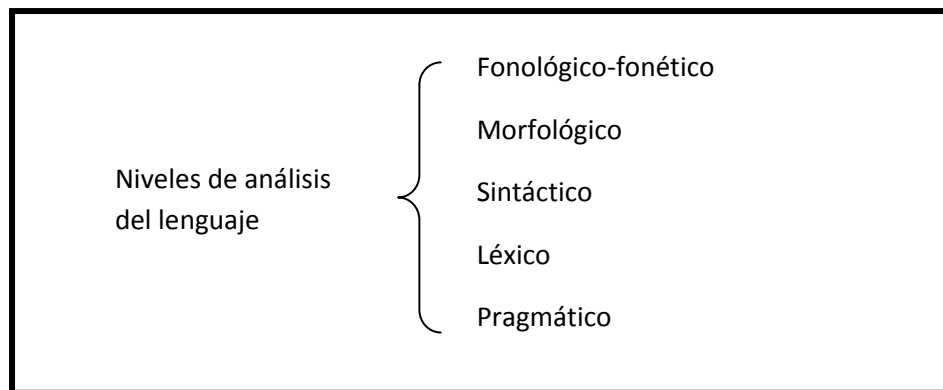 Niveles de análisis
del lenguaje
Fonológico-fonético
Morfológico
Sintáctico
Léxico
Pragmático